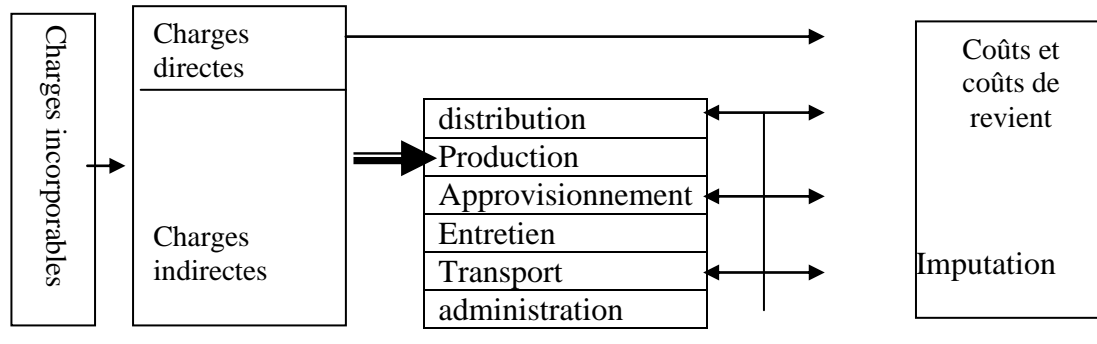 Charges incorporables
Charges
directes
Charges
indirectes
distribution
Production
Approvisionnement
Entretien
Transport
administration
Coûts et
coûts de
revient
Imputation